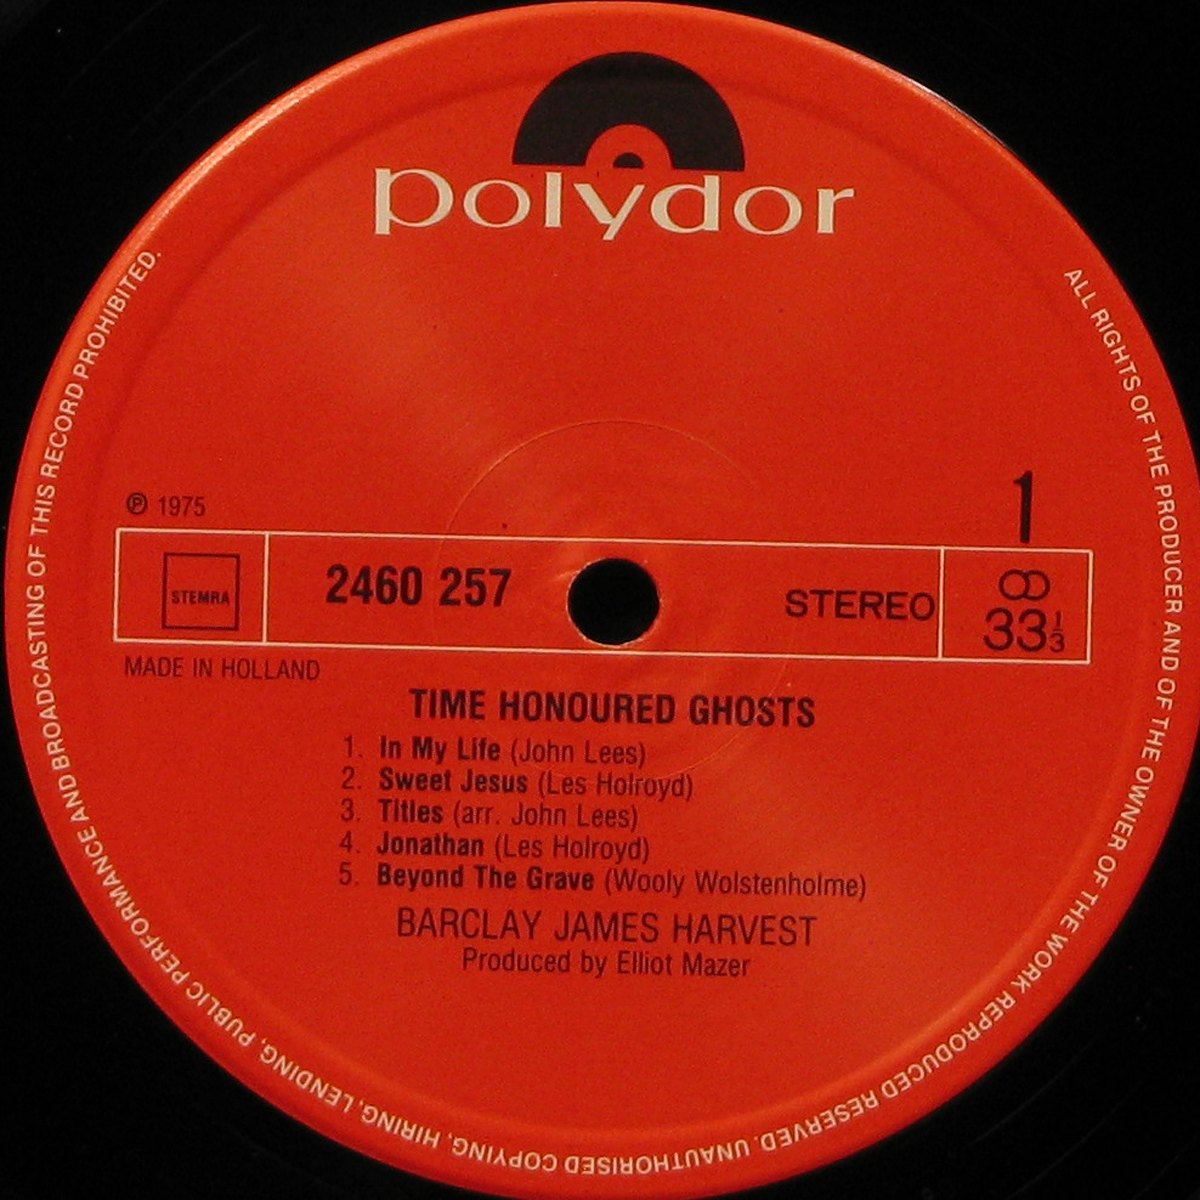 polydor
ALL RIGHTS OF THE PRODUCER AND OF THE OWNER OF THE WORK REPRODUCED RESERVED. UNAUTHORISED COPYING, HIRING, LENDING, PUBLIC PERFORMANCE AND BROADCASTING OF THIS RECORD PROHIBITED.
℗ 1975
1
STEMRA
2460 257
STEREO
33⅓
MADE IN HOLLAND
TIME HONOURED GHOSTS
1. In My Life (John Lees)
2. Sweet Jesus (Les Holroyd)
3. Titles (arr. John Lees)
4. Jonathan (Les Holroyd)
5. Beyond The Grave (Wooly Wolstenholme)
BARCLAY JAMES HARVEST
Produced by Elliot Mazer